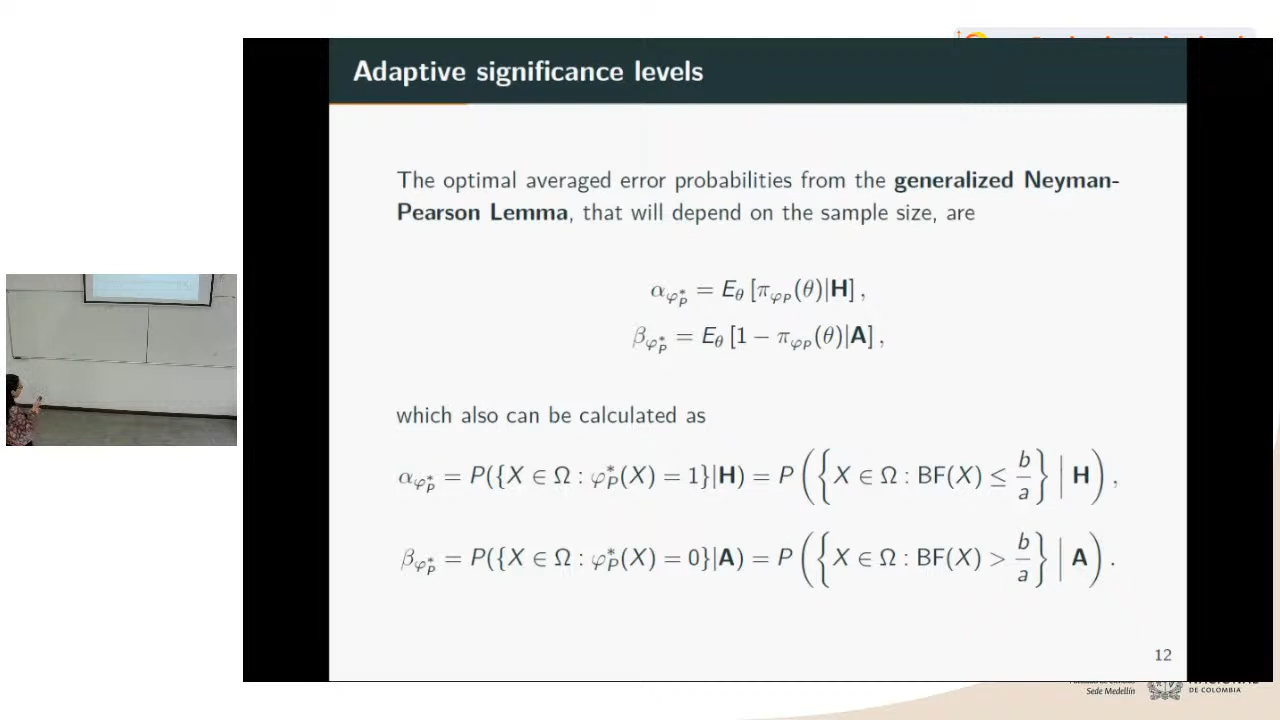 Adaptive significance levels
The optimal averaged error probabilities from the generalized Neyman-
Pearson Lemma, that will depend on the sample size, are
α_{φ*_P} = E_θ [π_{φP}(θ)|H] ,
β_{φ*_P} = E_θ [1 − π_{φP}(θ)|A] ,
which also can be calculated as
α_{φ*_P} = P({X ∈ Ω : φ*_P(X) = 1}|H) = P ( { X ∈ Ω : BF(X) ≤ b/a } | H ) ,
β_{φ*_P} = P({X ∈ Ω : φ*_P(X) = 0}|A) = P ( { X ∈ Ω : BF(X) > b/a } | A ) .
12
Sede Medellín
DE COLOMBIA